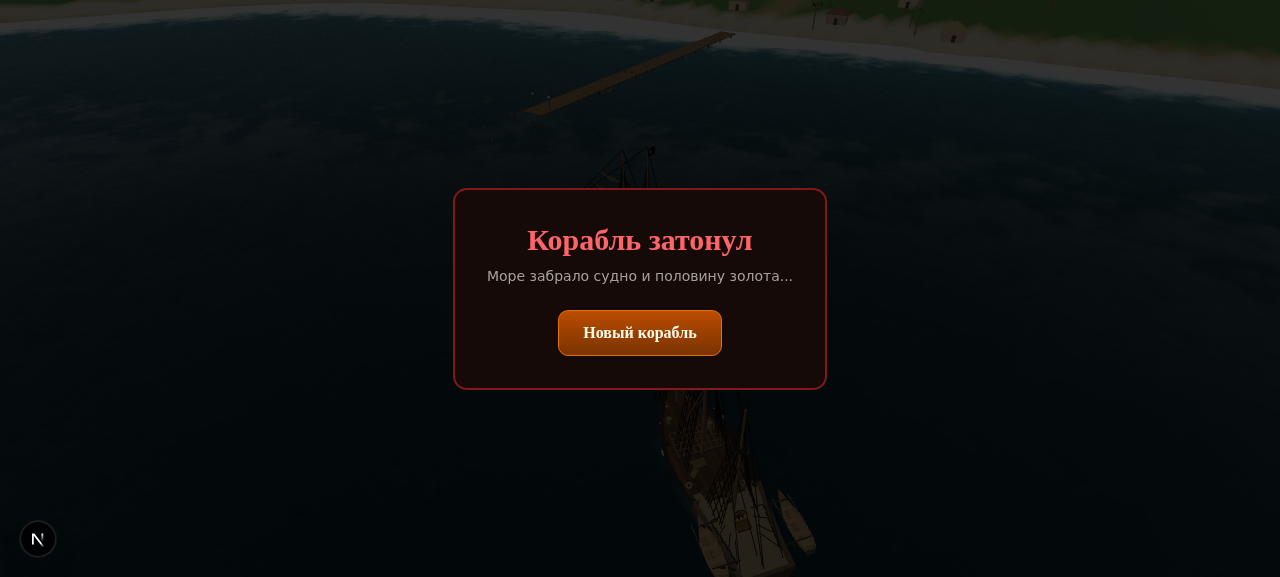 Корабль затонул
Море забрало судно и половину золота...
Новый корабль
N